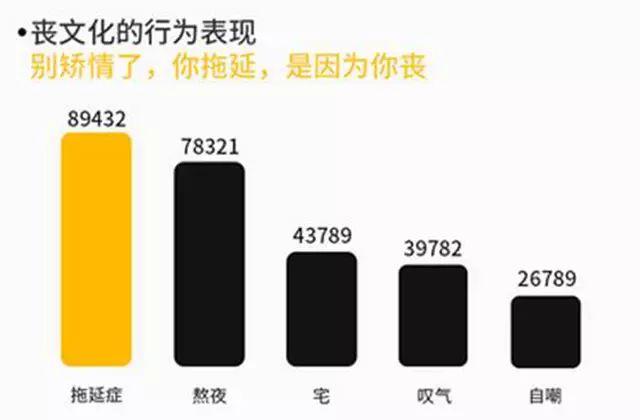 •丧文化的行为表现
别矫情了，你拖延，是因为你丧
89432
78321
43789
39782
26789
拖延症 熬夜 宅 叹气 自嘲